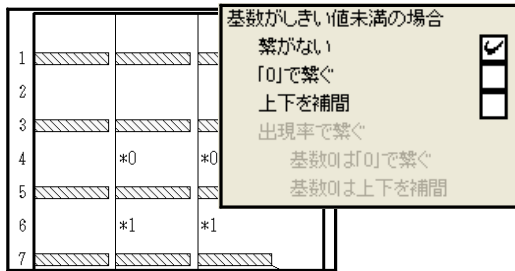 基数がしきい値未満の場合
繋がない
「0」で繋ぐ
上下を補間
出現率で繋ぐ
基数0は「0」で繋ぐ
基数0は上下を補間
1
2
3
4 *0 *0
5
6 *1 *1
7